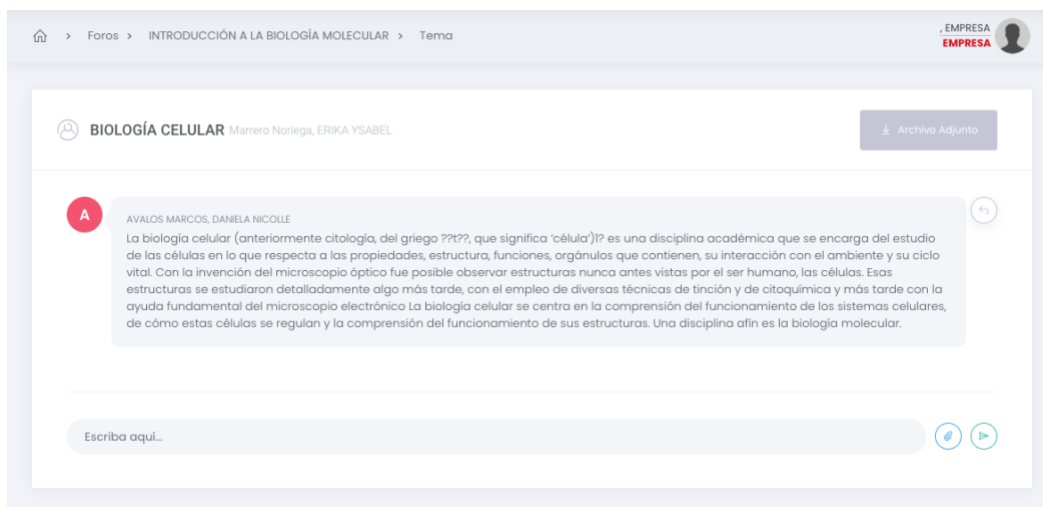 Foros > INTRODUCCIÓN A LA BIOLOGÍA MOLECULAR > Tema
, EMPRESA
EMPRESA
BIOLOGÍA CELULAR Marrero Noriega, ERIKA YSABEL
Archivo Adjunto
A
AVALOS MARCOS, DANIELA NICOLLE
La biología celular (anteriormente citología, del griego ??t??, que significa ‘célula’)1? es una disciplina académica que se encarga del estudio
de las células en lo que respecta a las propiedades, estructura, funciones, orgánulos que contienen, su interacción con el ambiente y su ciclo
vital. Con la invención del microscopio óptico fue posible observar estructuras nunca antes vistas por el ser humano, las células. Esas
estructuras se estudiaron detalladamente algo más tarde, con el empleo de diversas técnicas de tinción y de citoquímica y más tarde con la
ayuda fundamental del microscopio electrónico La biología celular se centra en la comprensión del funcionamiento de los sistemas celulares,
de cómo estas células se regulan y la comprensión del funcionamiento de sus estructuras. Una disciplina afín es la biología molecular.
Escriba aquí...